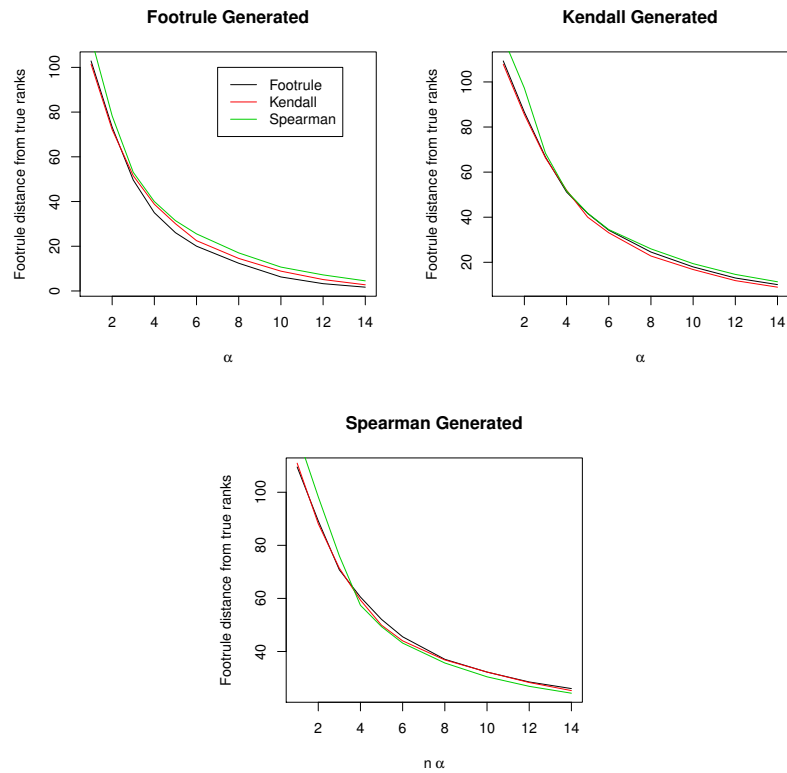 Footrule Generated
Footrule distance from true ranks
0 20 40 60 80 100
Footrule
Kendall
Spearman
2 4 6 8 10 12 14
α
Kendall Generated
Footrule distance from true ranks
20 40 60 80 100
2 4 6 8 10 12 14
α
Spearman Generated
Footrule distance from true ranks
40 60 80 100
2 4 6 8 10 12 14
n α